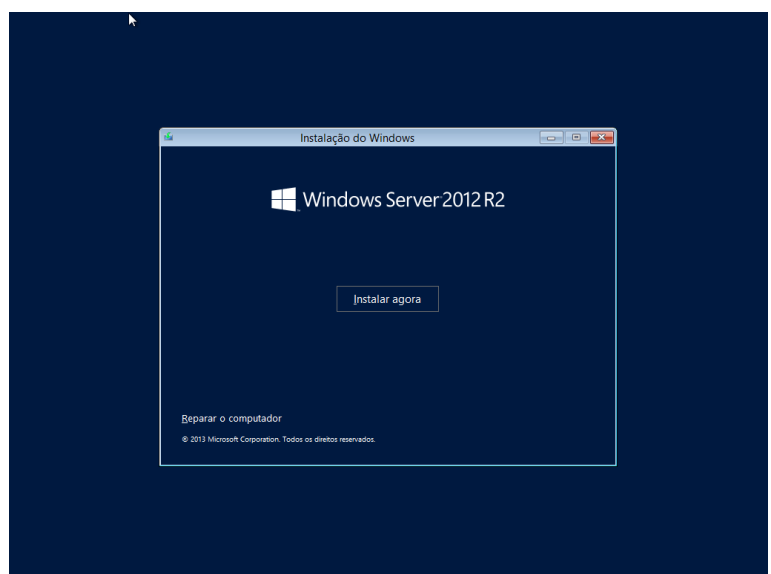 Instalação do Windows
Windows Server 2012 R2
Instalar agora
Reparar o computador
© 2013 Microsoft Corporation. Todos os direitos reservados.